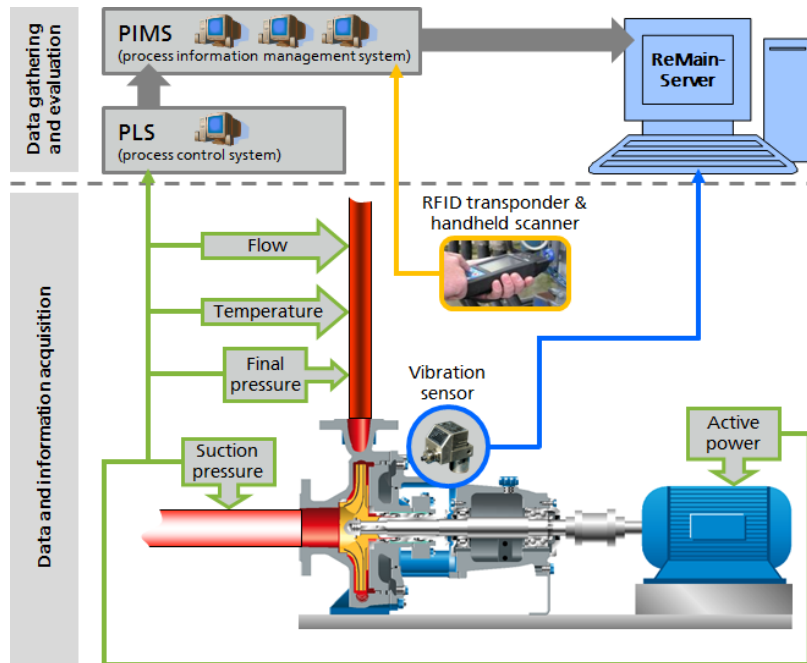 Data gathering
and evaluation
PIMS
(process information management system)
ReMain-
Server
PLS
(process control system)
Data and information acquisition
RFID transponder &
handheld scanner
Flow
Temperature
Final
pressure
Vibration
sensor
Suction
pressure
Active
power